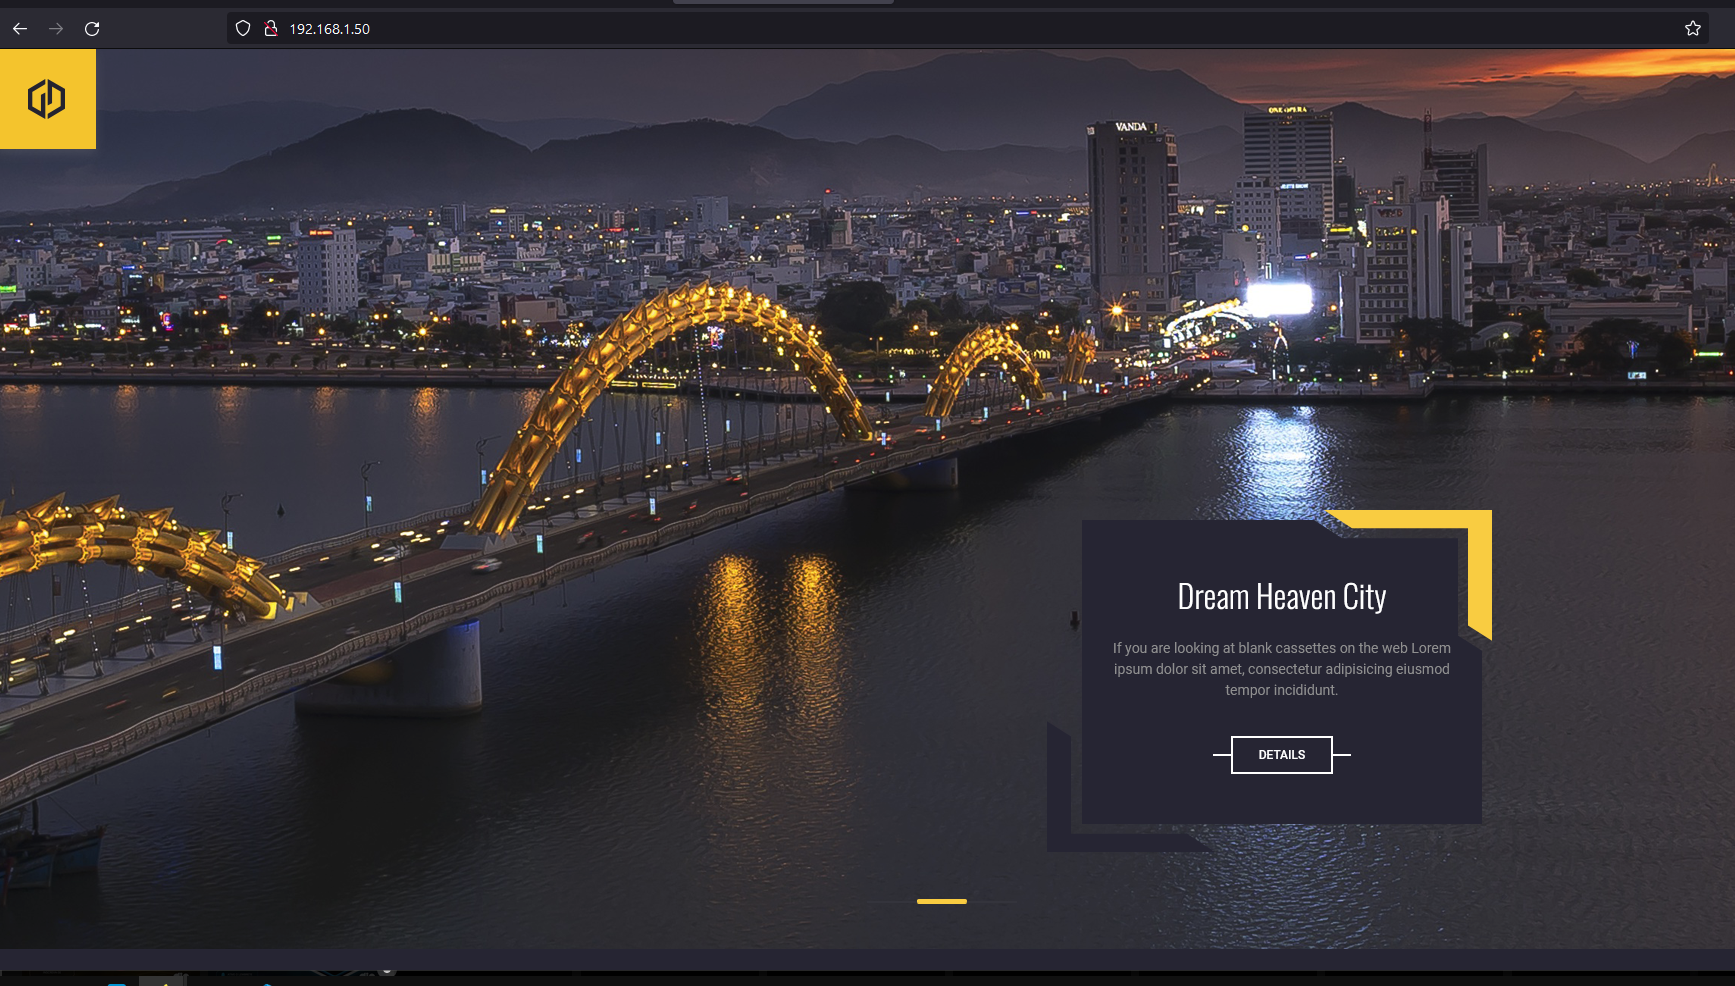 192.168.1.50
ONE OPERA
VANDA
Dream Heaven City
If you are looking at blank cassettes on the web Lorem
ipsum dolor sit amet, consectetur adipisicing eiusmod
tempor incididunt.
DETAILS